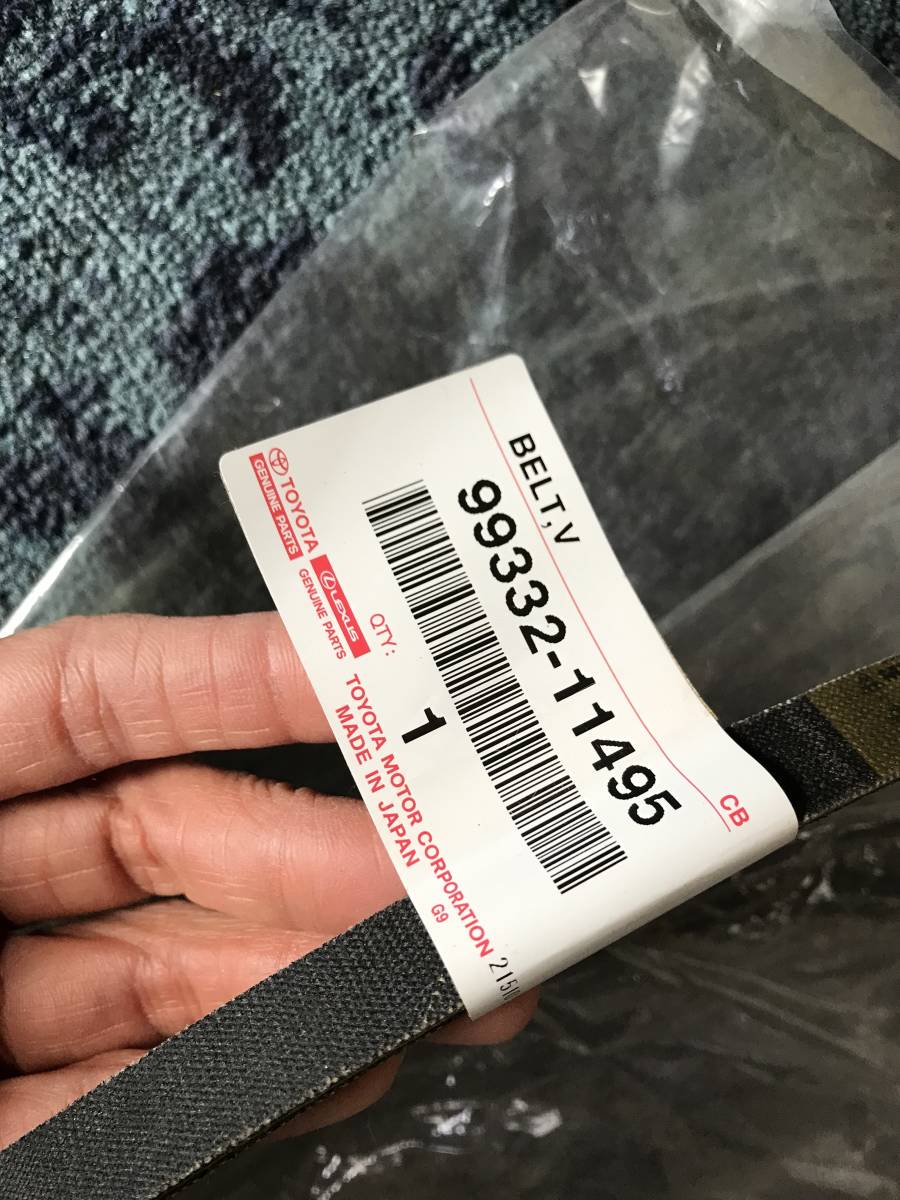 BELT,V
99332-11495
CB
TOYOTA
GENUINE PARTS
LEXUS
GENUINE PARTS
QTY:
1
TOYOTA MOTOR CORPORATION
MADE IN JAPAN
G9